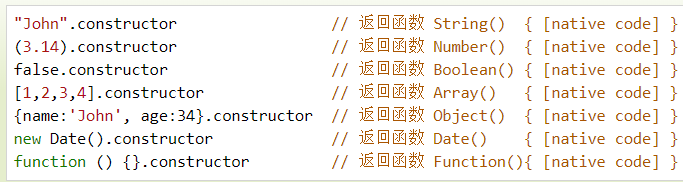 "John".constructor // 返回函数 String() { [native code] }
(3.14).constructor // 返回函数 Number() { [native code] }
false.constructor // 返回函数 Boolean() { [native code] }
[1,2,3,4].constructor // 返回函数 Array() { [native code] }
{name:'John', age:34}.constructor // 返回函数 Object() { [native code] }
new Date().constructor // 返回函数 Date() { [native code] }
function () {}.constructor // 返回函数 Function(){ [native code] }